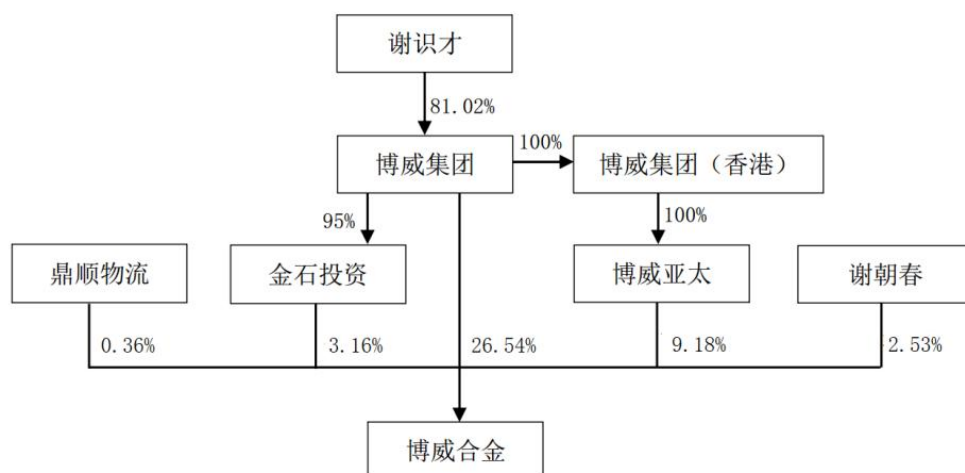 谢识才
81.02%
博威集团
100%
博威集团（香港）
95%
100%
鼎顺物流
金石投资
博威亚太
谢朝春
0.36%
3.16%
26.54%
9.18%
2.53%
博威合金